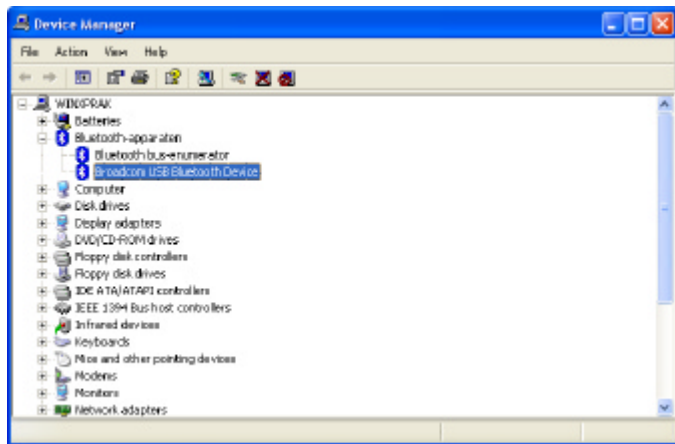 Device Manager
File Action View Help
WINXPRAK
Batteries
Bluetooth-apparaten
Bluetooth bus-enumerator
Broadcom USB Bluetooth Device
Computer
Disk drives
Display adapters
DVD/CD-ROM drives
Floppy disk controllers
Floppy disk drives
IDE ATA/ATAPI controllers
IEEE 1394 Bus host controllers
Infrared devices
Keyboards
Mice and other pointing devices
Modems
Monitors
Network adapters